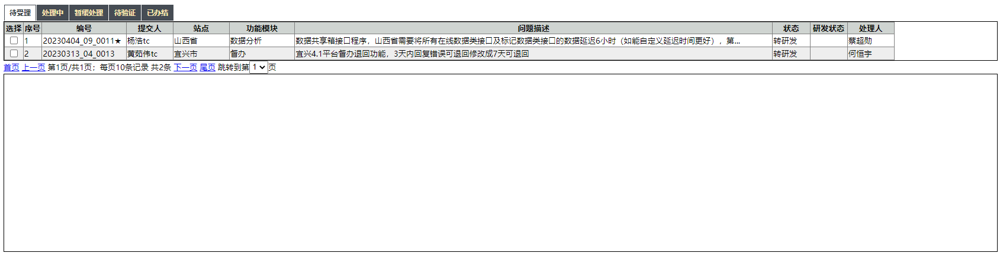 待受理 处理中 暂缓处理 待验证 已办结
选择 序号 编号 提交人 站点 功能模块 问题描述 状态 研发状态 处理人
1 20230404_09_0011★ 杨浩tc 山西省 数据分析 数据共享箱接口程序，山西省需要将所有在线数据类接口及标记数据类接口的数据延迟6小时（如能自定义延迟时间更好），第... 转研发 蔡超勋
2 20230313_04_0013 黄茹伟tc 宜兴市 督办 宜兴4.1平台督办退回功能，3天内回复错误可退回修改成7天可退回 转研发 何恒宇
首页 上一页 第1页/共1页；每页10条记录 共2条 下一页 尾页 跳转到第 1 页